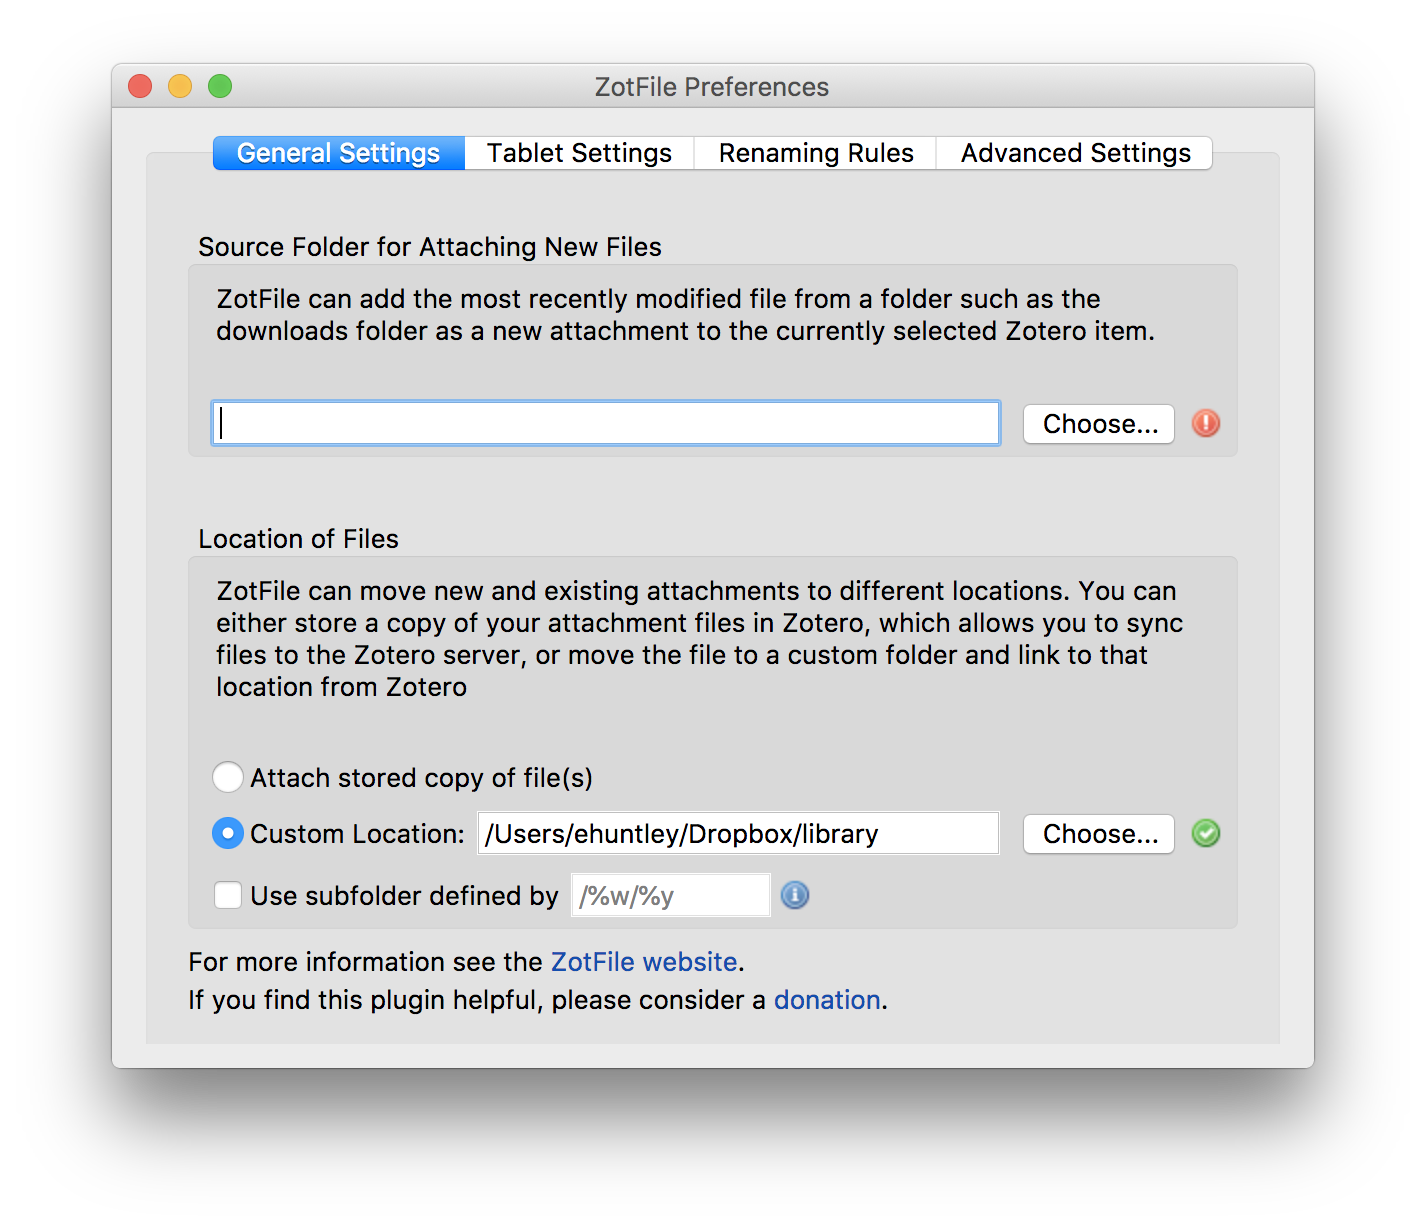 ZotFile Preferences
General Settings Tablet Settings Renaming Rules Advanced Settings
Source Folder for Attaching New Files
ZotFile can add the most recently modified file from a folder such as the
downloads folder as a new attachment to the currently selected Zotero item.
Choose...
Location of Files
ZotFile can move new and existing attachments to different locations. You can
either store a copy of your attachment files in Zotero, which allows you to sync
files to the Zotero server, or move the file to a custom folder and link to that
location from Zotero
Attach stored copy of file(s)
Custom Location: /Users/ehuntley/Dropbox/library Choose...
Use subfolder defined by /%w/%y
For more information see the ZotFile website.
If you find this plugin helpful, please consider a donation.